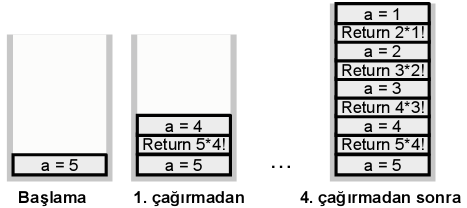 a = 5
Başlama
a = 4
Return 5*4!
a = 5
1. çağırmadan
...
a = 1
Return 2*1!
a = 2
Return 3*2!
a = 3
Return 4*3!
a = 4
Return 5*4!
a = 5
4. çağırmadan sonra